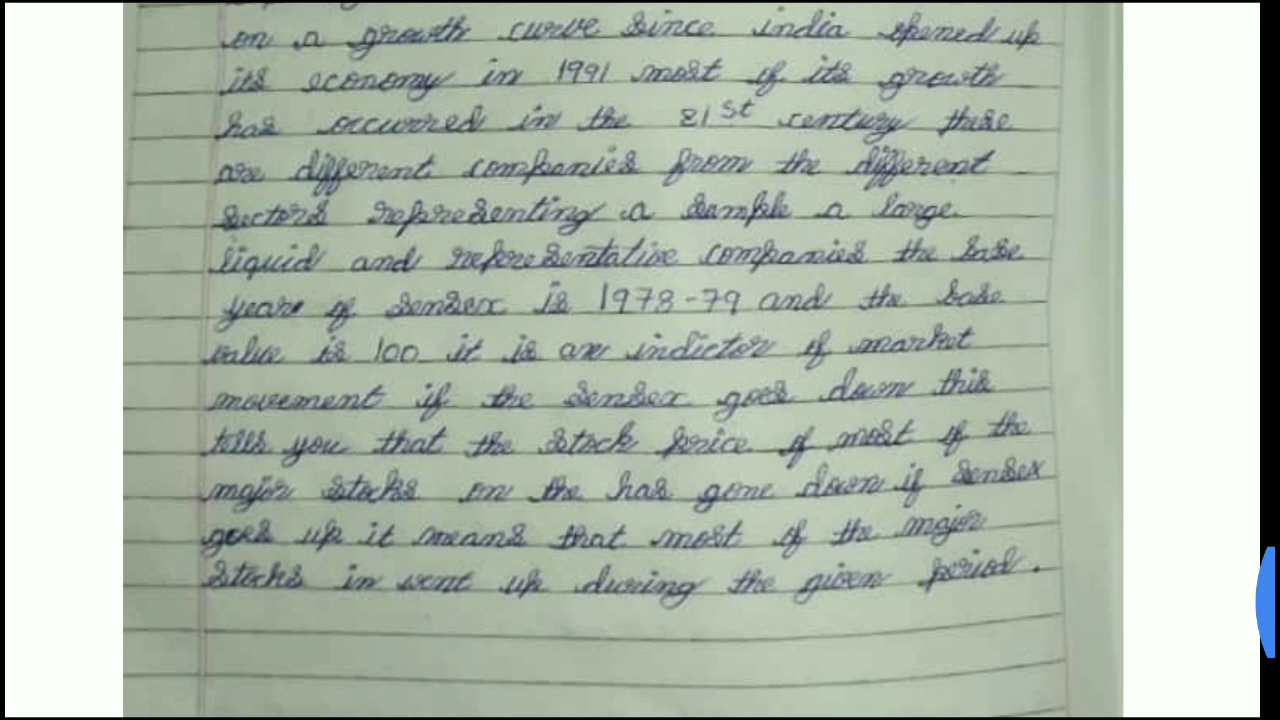 on a growth curve since india opened up
its economy in 1991 most of its growth
has occurred in the 21st century these
are different companies from the different
sectors representing a sample a large
liquid and representative companies the base
year of sensex is 1978-79 and the base
value is 100 it is an indictor of market
movement if the sensex goes down this
tells you that the stock price of most of the
major stocks on the has gone down if sensex
goes up it means that most of the major
stocks in went up during the given period.